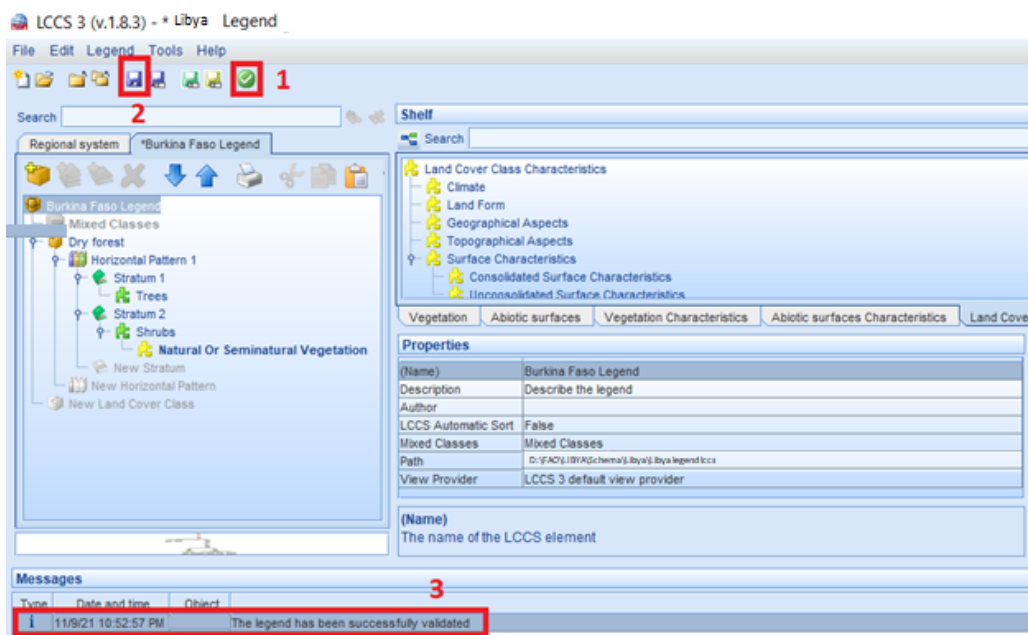 LCCS 3 (v.1.8.3) - * Libya Legend
File Edit Legend Tools Help
1
2
Search
Regional system *Burkina Faso Legend
Burkina Faso Legend
Mixed Classes
Dry forest
Horizontal Pattern 1
Stratum 1
Trees
Stratum 2
Shrubs
Natural Or Seminatural Vegetation
New Stratum
New Horizontal Pattern
New Land Cover Class
Shelf
Search
Land Cover Class Characteristics
Climate
Land Form
Geographical Aspects
Topographical Aspects
Surface Characteristics
Consolidated Surface Characteristics
Unconsolidated Surface Characteristics
Vegetation Abiotic surfaces Vegetation Characteristics Abiotic surfaces Characteristics Land Cove
Properties
(Name) Burkina Faso Legend
Description Describe the legend
Author
LCCS Automatic Sort False
Mixed Classes Mixed Classes
Path
View Provider LCCS 3 default view provider
(Name)
The name of the LCCS element
Messages
3
Type Date and time Object
i 11/9/21 10:52:57 PM The legend has been successfully validated